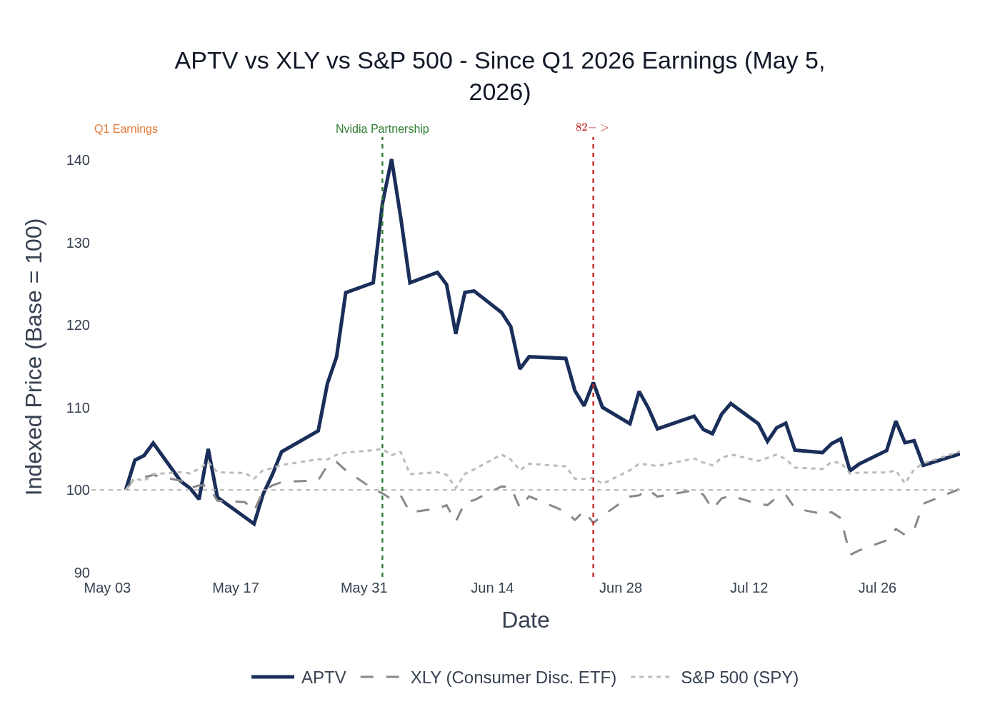 APTV vs XLY vs S&P 500 - Since Q1 2026 Earnings (May 5,
2026)
Q1 Earnings
Nvidia Partnership
82− >
140
130
120
110
100
90
Indexed Price (Base = 100)
May 03
May 17
May 31
Jun 14
Jun 28
Jul 12
Jul 26
Date
APTV
XLY (Consumer Disc. ETF)
S&P 500 (SPY)